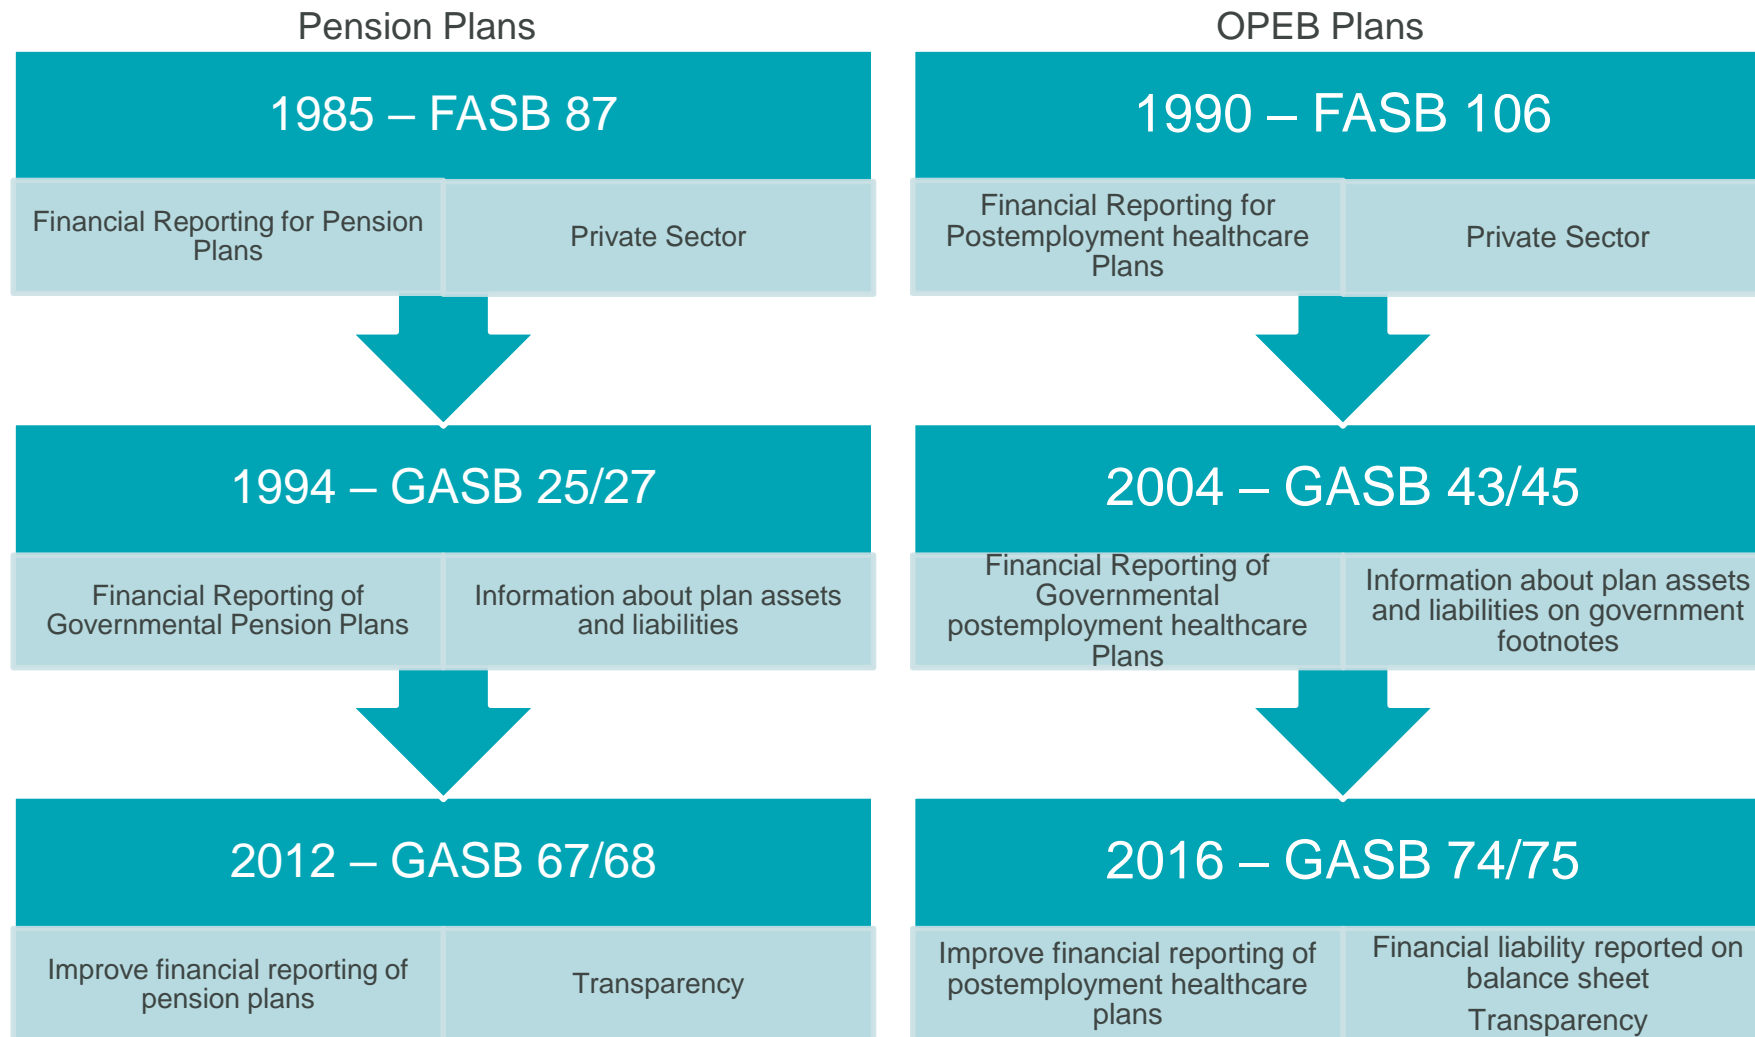 Pension Plans
1985 – FASB 87
Financial Reporting for Pension
Plans
Private Sector
1994 – GASB 25/27
Financial Reporting of
Governmental Pension Plans
Information about plan assets
and liabilities
2012 – GASB 67/68
Improve financial reporting of
pension plans
Transparency
OPEB Plans
1990 – FASB 106
Financial Reporting for
Postemployment healthcare
Plans
Private Sector
2004 – GASB 43/45
Financial Reporting of
Governmental
postemployment healthcare
Plans
Information about plan assets
and liabilities on government
footnotes
2016 – GASB 74/75
Improve financial reporting of
postemployment healthcare
plans
Financial liability reported on
balance sheet
Transparency